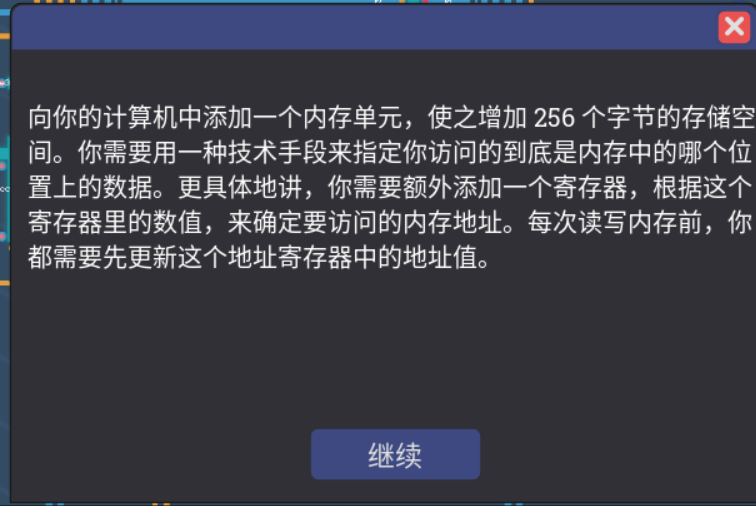 向你的计算机中添加一个内存单元，使之增加 256 个字节的存储空
间。你需要用一种技术手段来指定你访问的到底是内存中的哪个位
置上的数据。更具体地讲，你需要额外添加一个寄存器，根据这个
寄存器里的数值，来确定要访问的内存地址。每次读写内存前，你
都需要先更新这个地址寄存器中的地址值。
继续